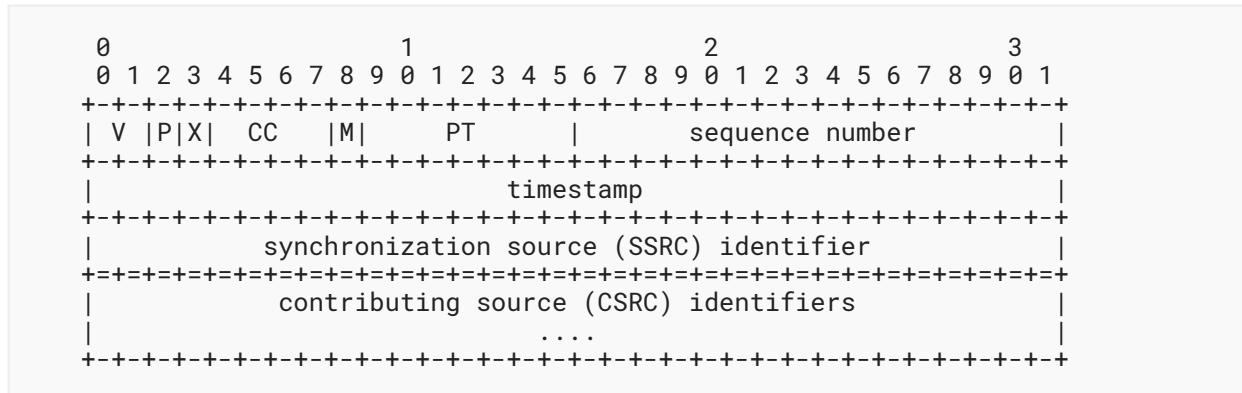 0                   1                   2                   3
 0 1 2 3 4 5 6 7 8 9 0 1 2 3 4 5 6 7 8 9 0 1 2 3 4 5 6 7 8 9 0 1
+-+-+-+-+-+-+-+-+-+-+-+-+-+-+-+-+-+-+-+-+-+-+-+-+-+-+-+-+-+-+-+-+
| V |P|X|  CC   |M|     PT      |       sequence number         |
+-+-+-+-+-+-+-+-+-+-+-+-+-+-+-+-+-+-+-+-+-+-+-+-+-+-+-+-+-+-+-+-+
|                           timestamp                           |
+-+-+-+-+-+-+-+-+-+-+-+-+-+-+-+-+-+-+-+-+-+-+-+-+-+-+-+-+-+-+-+-+
|           synchronization source (SSRC) identifier            |
+=+=+=+=+=+=+=+=+=+=+=+=+=+=+=+=+=+=+=+=+=+=+=+=+=+=+=+=+=+=+=+=+
|            contributing source (CSRC) identifiers             |
|                             ....                              |
+-+-+-+-+-+-+-+-+-+-+-+-+-+-+-+-+-+-+-+-+-+-+-+-+-+-+-+-+-+-+-+-+